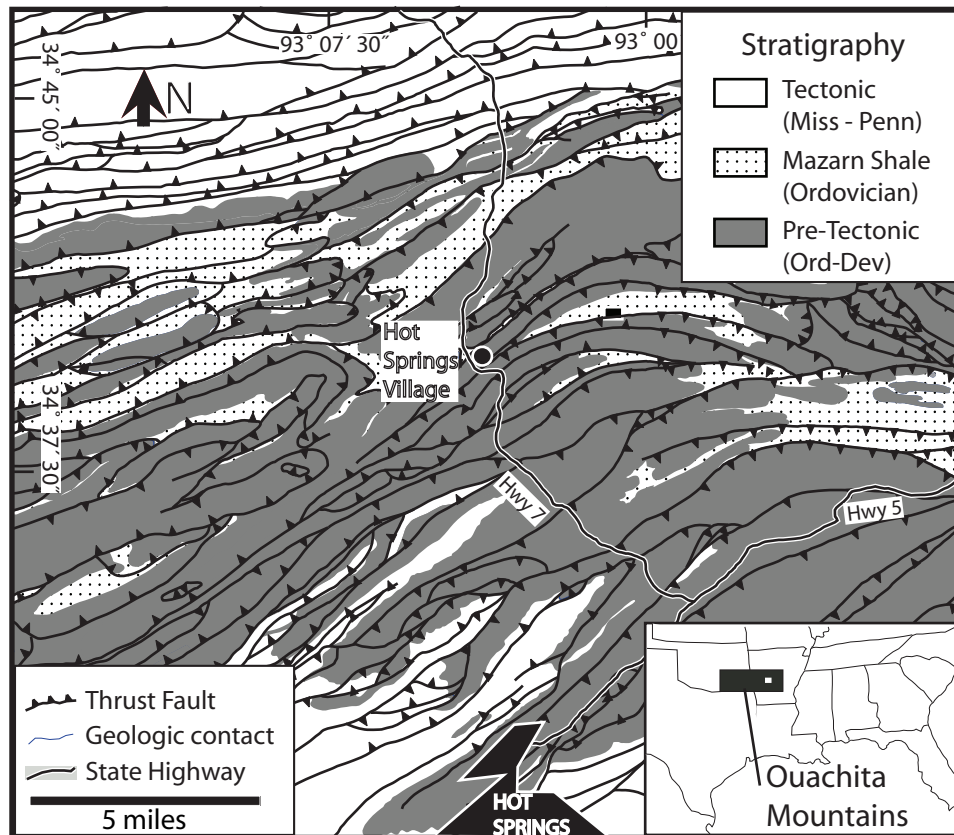 93° 07′ 30″
93° 00
34° 45′ 00″
N
Stratigraphy
Tectonic
(Miss - Penn)
Mazarn Shale
(Ordovician)
Pre-Tectonic
(Ord-Dev)
Hot
Springs
Village
34° 37′ 30″
Hwy 7
Hwy 5
Thrust Fault
Geologic contact
State Highway
5 miles
HOT
SPRINGS
Ouachita
Mountains